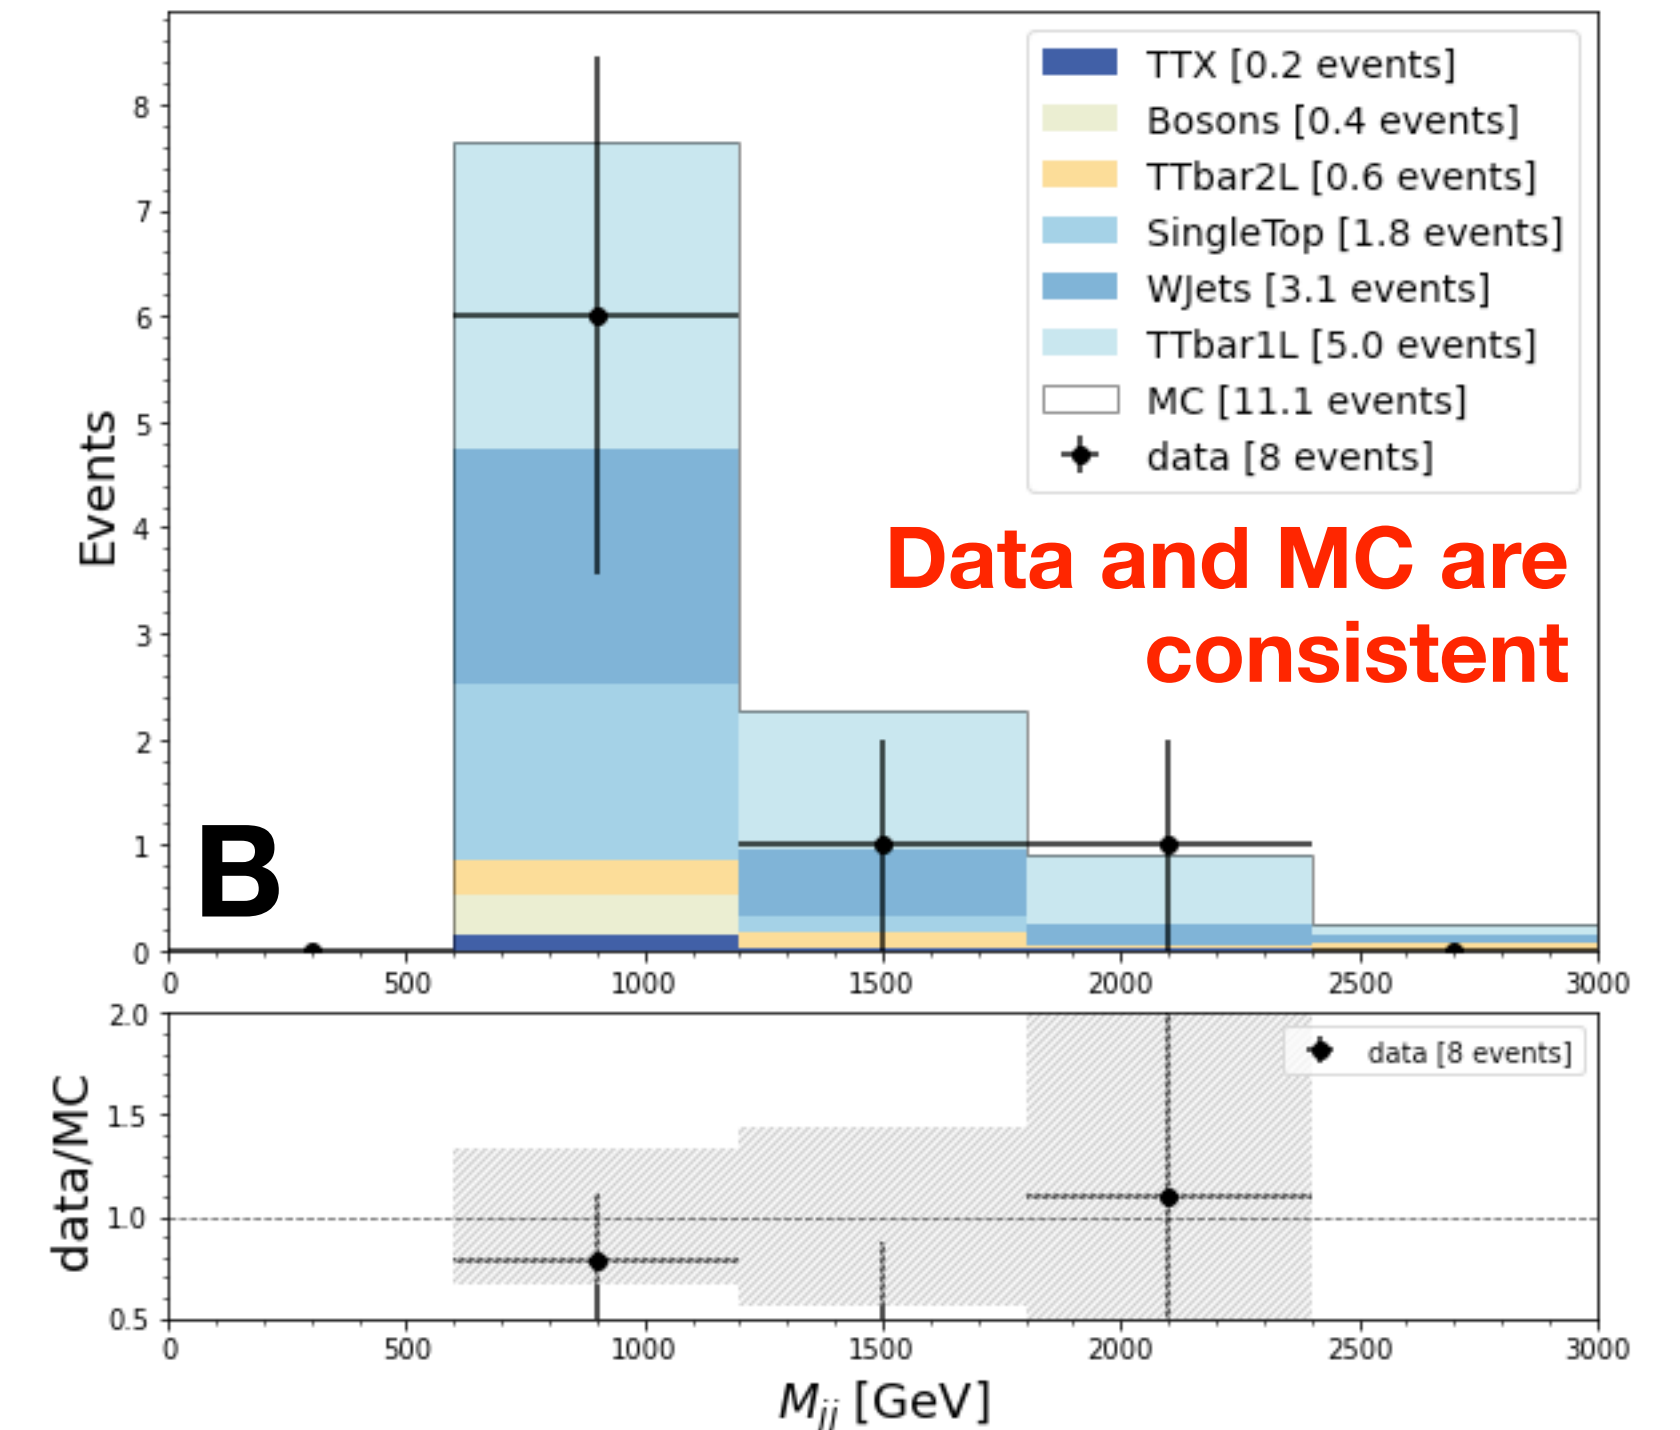 TTX [0.2 events]
Bosons [0.4 events]
TTbar2L [0.6 events]
SingleTop [1.8 events]
WJets [3.1 events]
TTbar1L [5.0 events]
MC [11.1 events]
data [8 events]
Data and MC are
consistent
B
Events
8
7
6
5
4
3
2
1
0
0 500 1000 1500 2000 2500 3000
data [8 events]
data/MC
2.0
1.5
1.0
0.5
0 500 1000 1500 2000 2500 3000
M_{jj} [GeV]